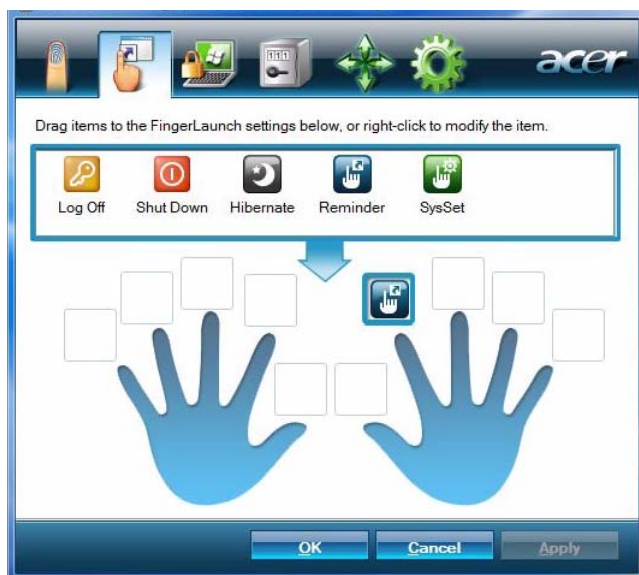 acer
Drag items to the FingerLaunch settings below, or right-click to modify the item.
Log Off Shut Down Hibernate Reminder SysSet
OK Cancel Apply